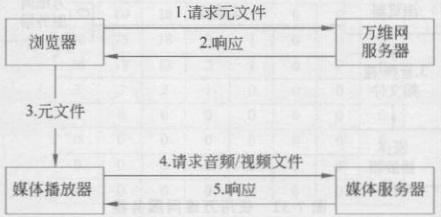 1.请求元文件
浏览器
2.响应
万维网
服务器
3.元文件
4.请求音频/视频文件
媒体播放器
5.响应
媒体服务器